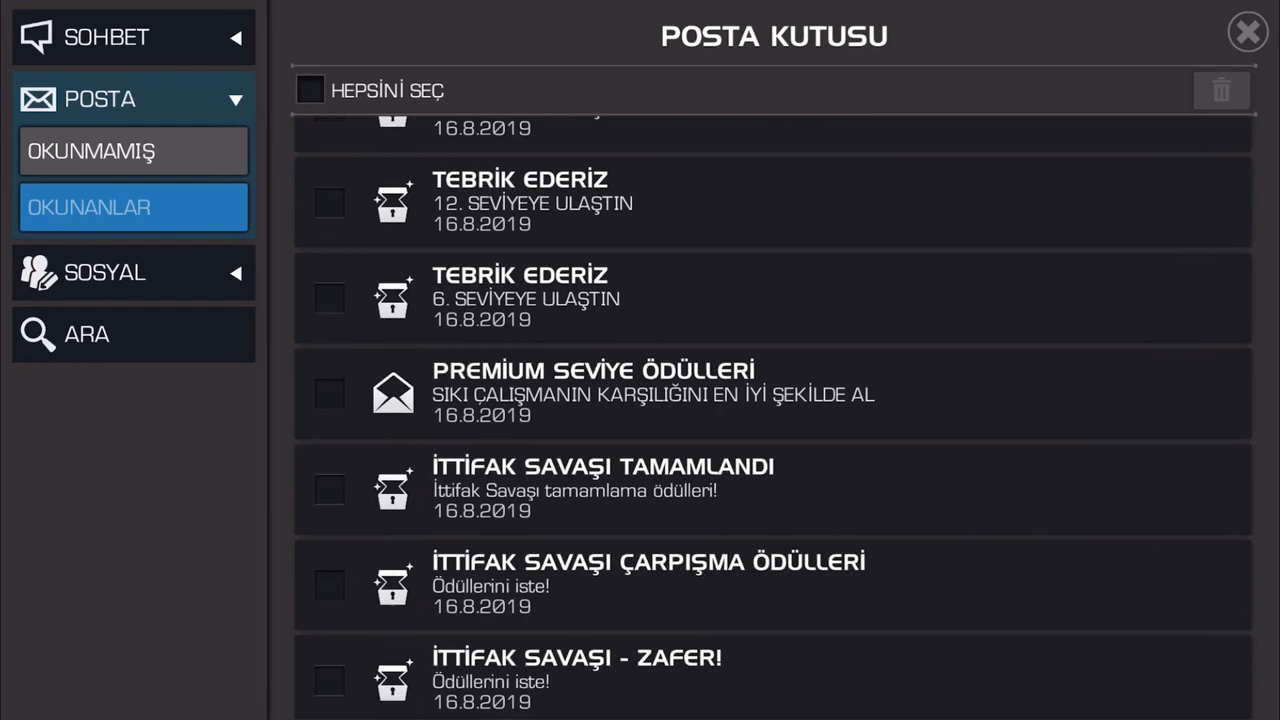 SOHBET
POSTA
OKUNMAMIŞ
OKUNANLAR
SOSYAL
ARA
POSTA KUTUSU
HEPSİNİ SEÇ
16.8.2019
TEBRİK EDERİZ
12. SEVİYEYE ULAŞTIN
16.8.2019
TEBRİK EDERİZ
6. SEVİYEYE ULAŞTIN
16.8.2019
PREMİUM SEVİYE ÖDÜLLERİ
SIKI ÇALIŞMANIN KARŞILIĞINI EN İYİ ŞEKİLDE AL
16.8.2019
İTTİFAK SAVAŞI TAMAMLANDI
İttifak Savaşı tamamlama ödülleri!
16.8.2019
İTTİFAK SAVAŞI ÇARPIŞMA ÖDÜLLERİ
Ödüllerini iste!
16.8.2019
İTTİFAK SAVAŞI - ZAFER!
Ödüllerini iste!
16.8.2019